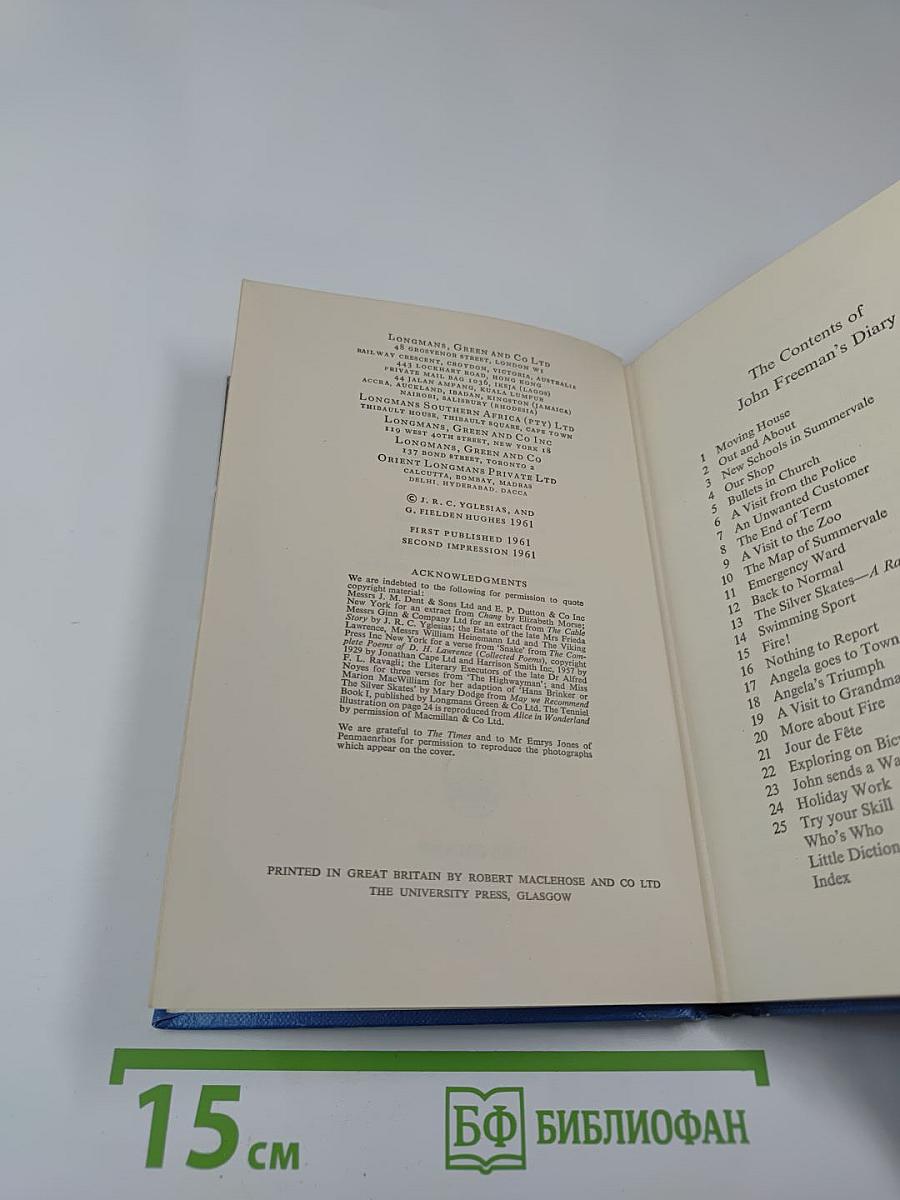 LONGMANS, GREEN AND CO LTD
48 GROSVENOR STREET, LONDON W1
RAILWAY CRESCENT, CROYDON, VICTORIA, AUSTRALIA
443 LOCKHART ROAD, HONG KONG
PRIVATE MAIL BAG 1036, IKEJA (LAGOS)
44 JALAN AMPANG, KUALA LUMPUR
ACCRA, AUCKLAND, IBADAN, KINGSTON (JAMAICA)
NAIROBI, SALISBURY (RHODESIA)
LONGMANS SOUTHERN AFRICA (PTY) LTD
THIBAULT HOUSE, THIBAULT SQUARE, CAPE TOWN
LONGMANS, GREEN AND CO INC
119 WEST 40TH STREET, NEW YORK 18
LONGMANS, GREEN AND CO
137 BOND STREET, TORONTO 2
ORIENT LONGMANS PRIVATE LTD
CALCUTTA, BOMBAY, MADRAS
DELHI, HYDERABAD, DACCA
© J. R. C. YGLESIAS, AND
G. FIELDEN HUGHES 1961
FIRST PUBLISHED 1961
SECOND IMPRESSION 1961
ACKNOWLEDGMENTS
We are indebted to the following for permission to quote
copyright material:
Messrs J. M. Dent & Sons Ltd and E. P. Dutton & Co Inc
New York for an extract from Chang by Elizabeth Morse;
Messrs Ginn & Company Ltd for an extract from The Cable
Story by J. R. C. Yglesias; the Estate of the late Mrs Frieda
Lawrence, Messrs William Heinemann Ltd and The Viking
Press Inc New York for a verse from 'Snake' from The Com-
plete Poems of D. H. Lawrence (Collected Poems), copyright
1929 by Jonathan Cape Ltd and Harrison Smith Inc, 1957 by
F. L. Ravagli; the Literary Executors of the late Dr Alfred
Noyes for three verses from 'The Highwayman'; and Miss
Marion MacWilliam for her adaption of 'Hans Brinker or
The Silver Skates' by Mary Dodge from May we Recommend
Book I, published by Longmans Green & Co Ltd. The Tenniel
illustration on page 24 is reproduced from Alice in Wonderland
by permission of Macmillan & Co Ltd.
We are grateful to The Times and to Mr Emrys Jones of
Penmaenrhos for permission to reproduce the photographs
which appear on the cover.
PRINTED IN GREAT BRITAIN BY ROBERT MACLEHOSE AND CO LTD
THE UNIVERSITY PRESS, GLASGOW
The Contents of
John Freeman's Diary
1 Moving House
2 Out and About
3 New Schools in Summervale
4 Our Shop
5 Bullets in Church
6 A Visit from the Police
7 An Unwanted Customer
8 The End of Term
9 A Visit to the Zoo
10 The Map of Summervale
11 Emergency Ward
12 Back to Normal
13 The Silver Skates—A Ra
14 Swimming Sport
15 Fire!
16 Nothing to Report
17 Angela goes to Town
18 Angela's Triumph
19 A Visit to Grandma
20 More about Fire
21 Jour de Fête
22 Exploring on Bicy
23 John sends a Wa
24 Holiday Work
25 Try your Skill
Who's Who
Little Diction
Index
15 см
БФ БИБЛИОФАН